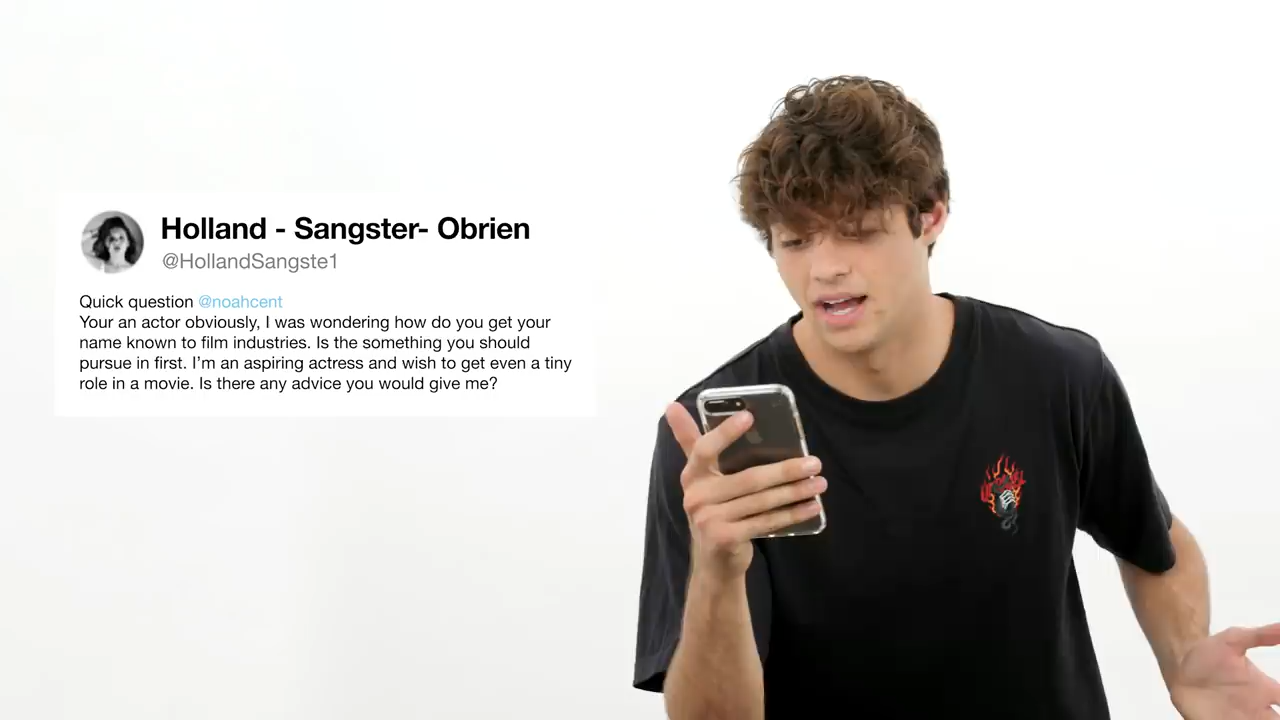 Holland - Sangster- Obrien
@HollandSangste1
Quick question @noahcent
Your an actor obviously, I was wondering how do you get your
name known to film industries. Is the something you should
pursue in first. I'm an aspiring actress and wish to get even a tiny
role in a movie. Is there any advice you would give me?